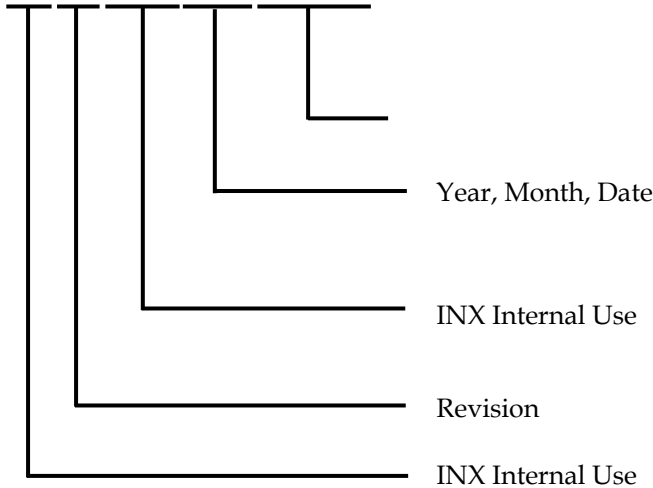 Year, Month, Date
INX Internal Use
Revision
INX Internal Use